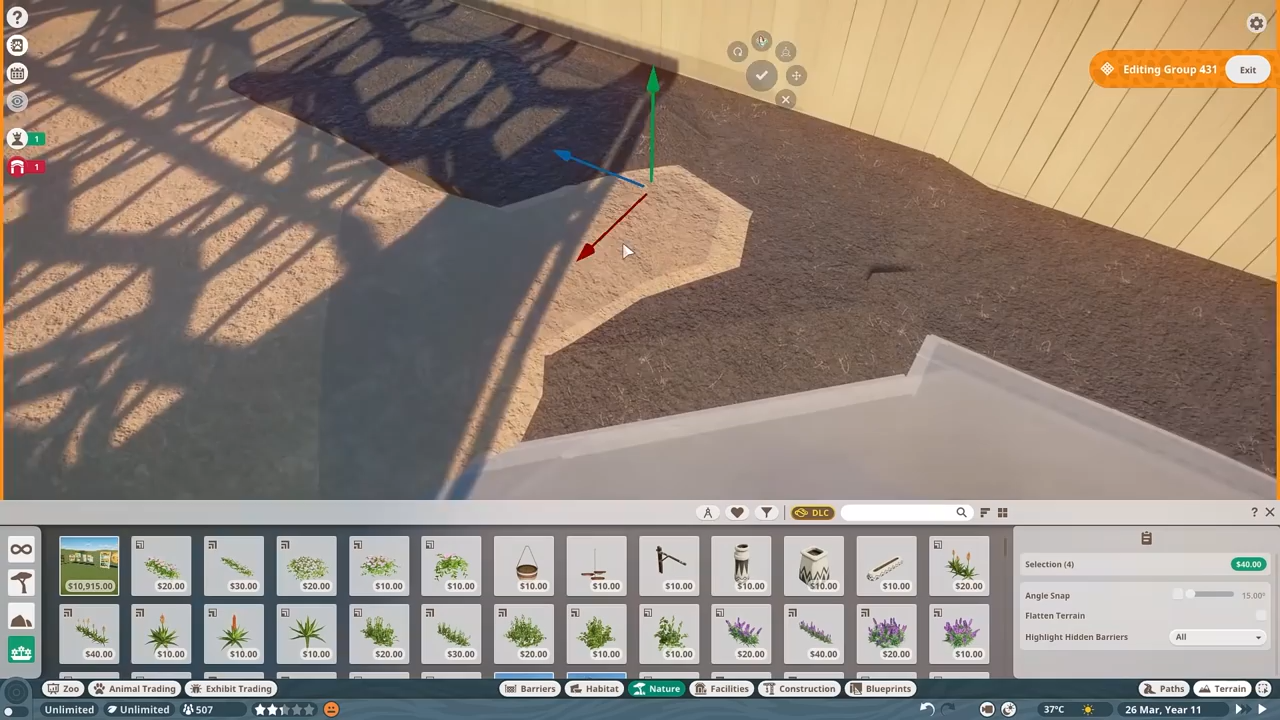 Editing Group 431
Exit
1
1
DLC
$10,915.00
$20.00
$30.00
$20.00
$10.00
$10.00
$10.00
$10.00
$10.00
$10.00
$10.00
$10.00
$20.00
$40.00
$10.00
$10.00
$10.00
$20.00
$30.00
$20.00
$10.00
$10.00
$20.00
$40.00
$20.00
$10.00
Selection (4)
$40.00
Angle Snap
15.00°
Flatten Terrain
Highlight Hidden Barriers
All
Zoo
Animal Trading
Exhibit Trading
Barriers
Habitat
Nature
Facilities
Construction
Blueprints
Paths
Terrain
Unlimited
Unlimited
507
37°C
26 Mar, Year 11